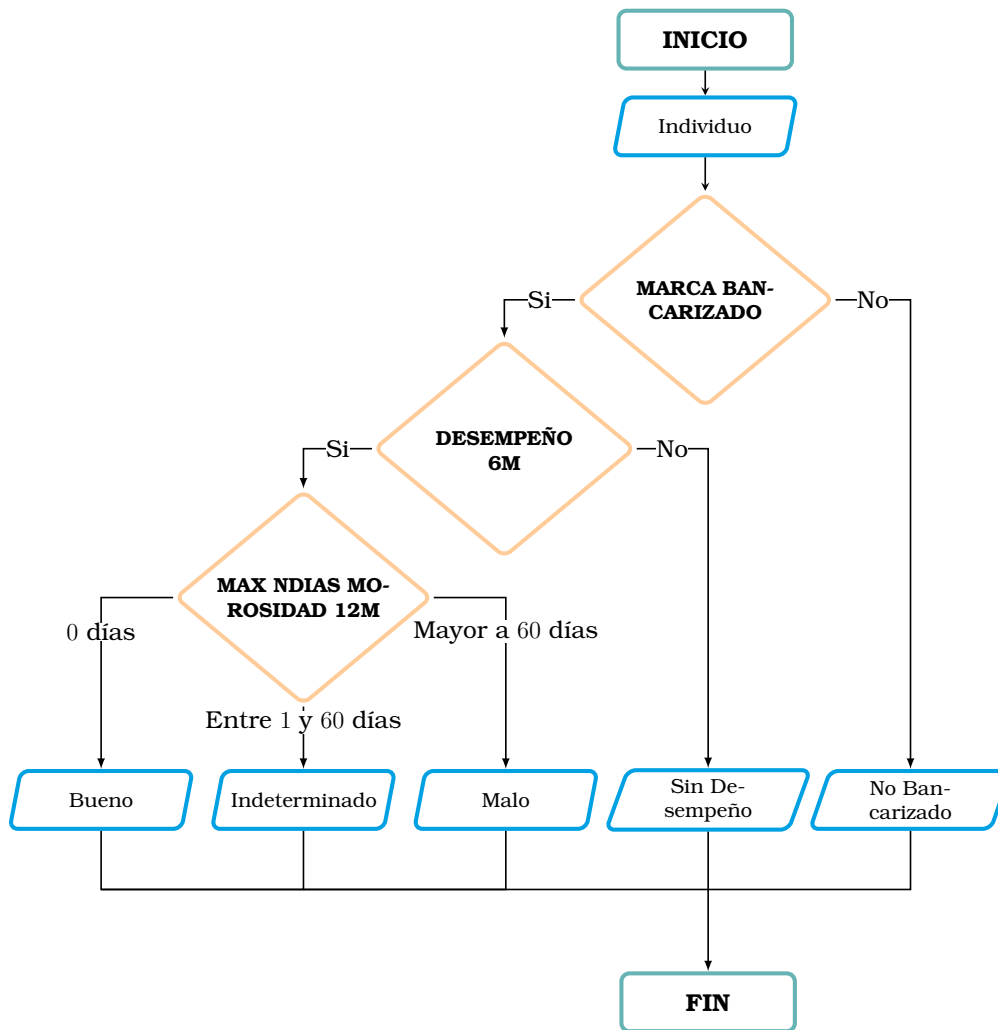 INICIO
Individuo
MARCA BAN-
CARIZADO
Si
No
DESEMPEÑO
6M
Si
No
MAX NDIAS MO-
ROSIDAD 12M
0 días
Mayor a 60 días
Entre 1 y 60 días
Bueno
Indeterminado
Malo
Sin De-
sempeño
No Ban-
carizado
FIN